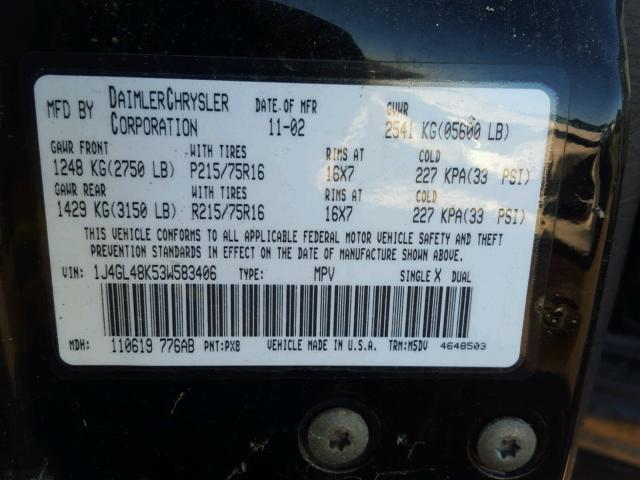 MFD BY DAIMLERCHRYSLER CORPORATION DATE OF MFR 11-02 GVWR 2541 KG(05600 LB)
GAWR FRONT WITH TIRES RIMS AT COLD
1248 KG(2750 LB) P215/75R16 16X7 227 KPA(33 PSI)
GAWR REAR WITH TIRES RIMS AT COLD
1429 KG(3150 LB) R215/75R16 16X7 227 KPA(33 PSI)
THIS VEHICLE CONFORMS TO ALL APPLICABLE FEDERAL MOTOR VEHICLE SAFETY AND THEFT
PREVENTION STANDARDS IN EFFECT ON THE DATE OF MANUFACTURE SHOWN ABOVE.
VIN: 1J4GL48K53W583406 TYPE: MPV SINGLE X DUAL
MDH: 110619 776AB PNT:PX8 VEHICLE MADE IN U.S.A. TRM:M5DV 4648503